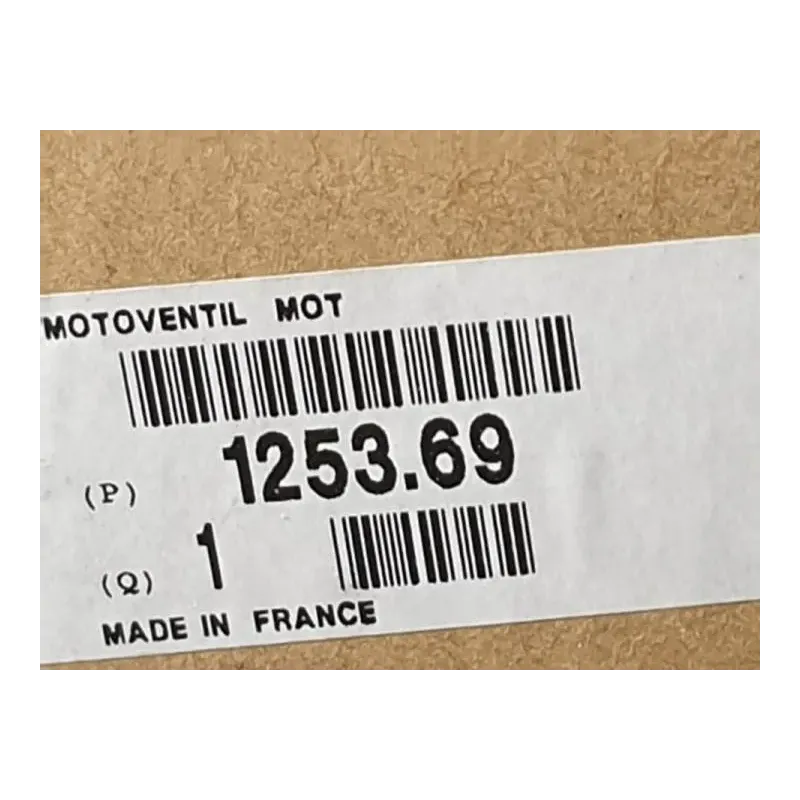 MOTOVENTIL MOT
(P) 1253.69
(Q) 1
MADE IN FRANCE